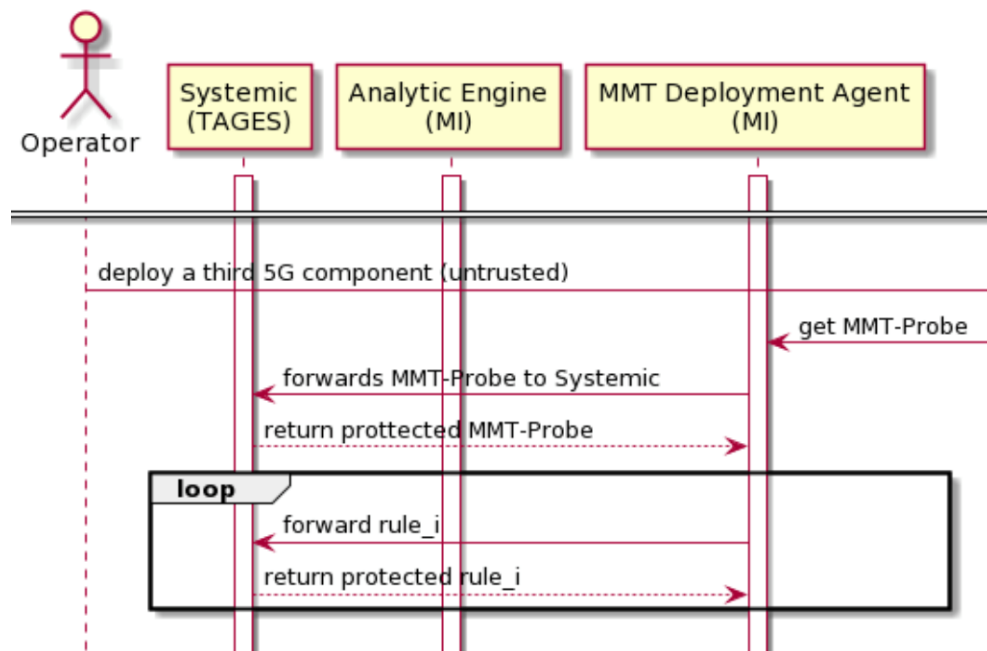 Operator
Systemic
(TAGES)
Analytic Engine
(MI)
MMT Deployment Agent
(MI)
deploy a third 5G component (untrusted)
get MMT-Probe
forwards MMT-Probe to Systemic
return prottected MMT-Probe
loop
forward rule_i
return protected rule_i